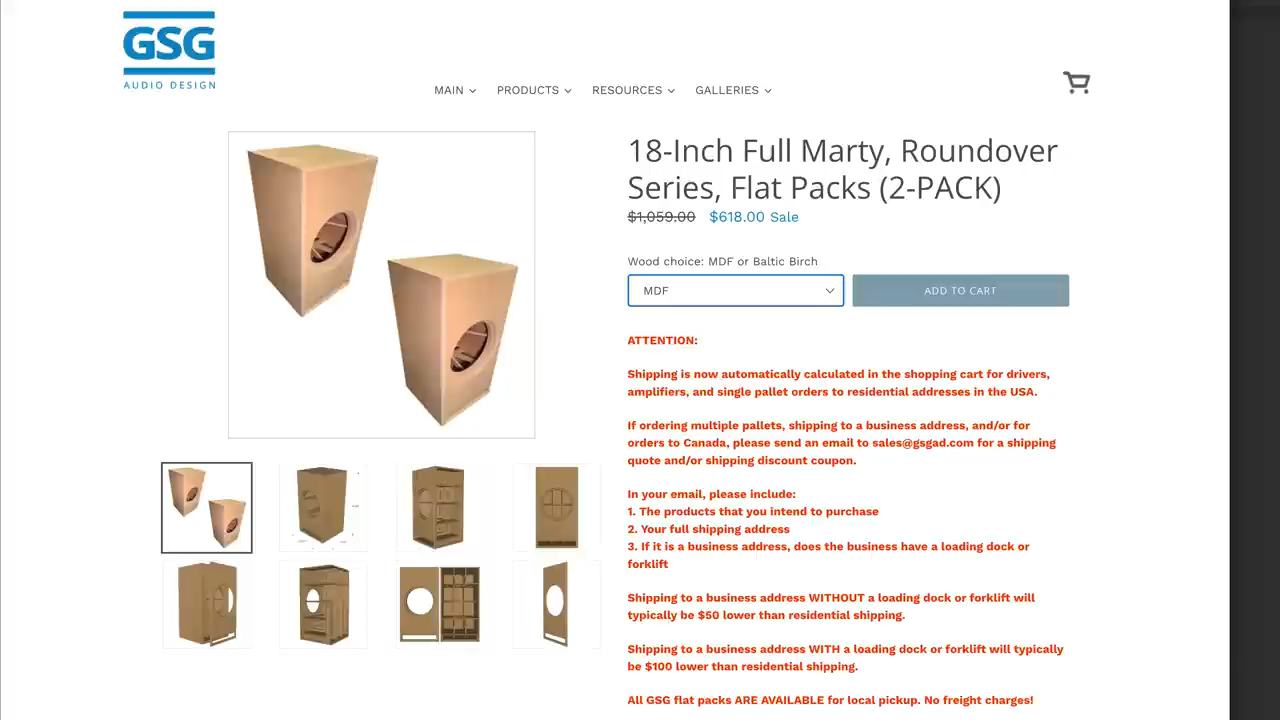 GSG
AUDIO DESIGN
MAIN
PRODUCTS
RESOURCES
GALLERIES
18-Inch Full Marty, Roundover
Series, Flat Packs (2-PACK)
$1,059.00 $618.00 Sale
Wood choice: MDF or Baltic Birch
MDF
ADD TO CART
ATTENTION:
Shipping is now automatically calculated in the shopping cart for drivers,
amplifiers, and single pallet orders to residential addresses in the USA.
If ordering multiple pallets, shipping to a business address, and/or for
orders to Canada, please send an email to sales@gsgad.com for a shipping
quote and/or shipping discount coupon.
In your email, please include:
1. The products that you intend to purchase
2. Your full shipping address
3. If it is a business address, does the business have a loading dock or
forklift
Shipping to a business address WITHOUT a loading dock or forklift will
typically be $50 lower than residential shipping.
Shipping to a business address WITH a loading dock or forklift will typically
be $100 lower than residential shipping.
All GSG flat packs ARE AVAILABLE for local pickup. No freight charges!